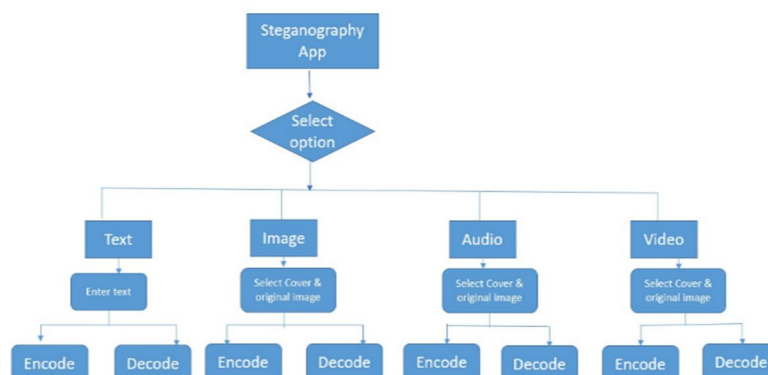 Steganography
App
Select
option
Text
Image
Audio
Video
Enter text
Select Cover &
original image
Select Cover &
original image
Select Cover &
original image
Encode
Decode
Encode
Decode
Encode
Decode
Encode
Decode